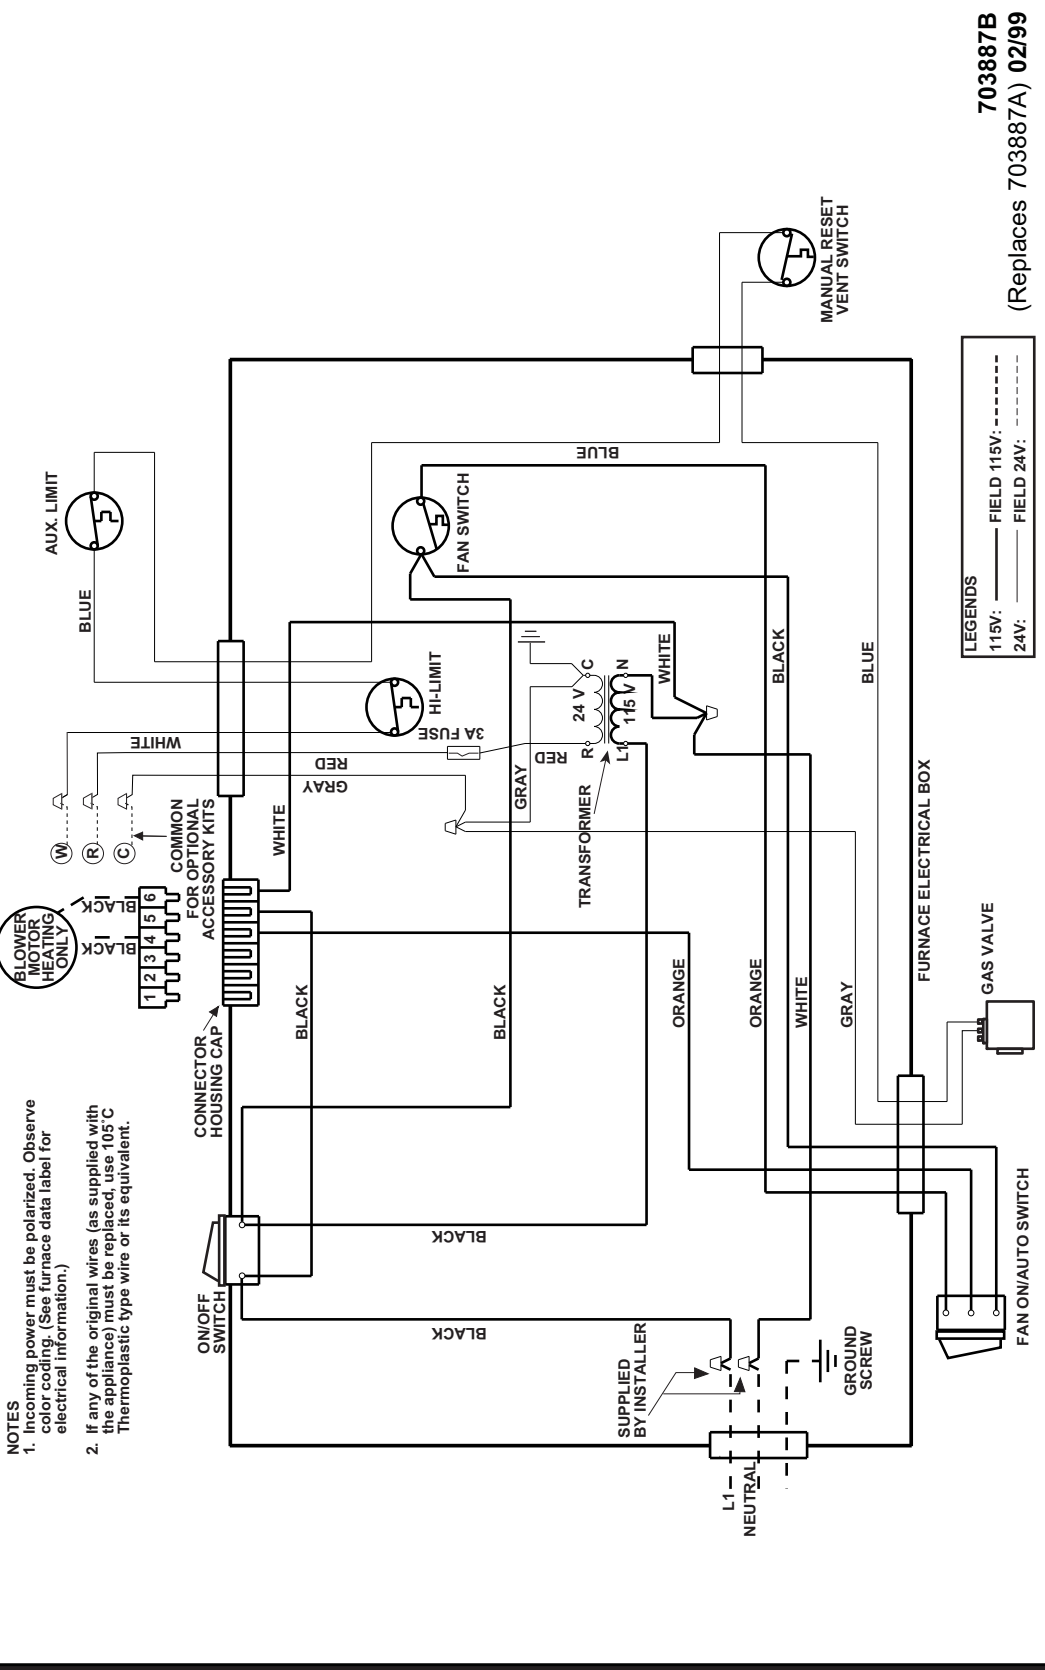 NOTES
1. Incoming power must be polarized. Observe
color coding. (See furnace data label for
electrical information.)
2. If any of the original wires (as supplied with
the appliance) must be replaced, use 105°C
Thermoplastic type wire or its equivalent.
BLOWER
MOTOR
HEATING
ONLY
BLACK
BLACK
1 2 3 4 5 6
W
R
C
COMMON
FOR OPTIONAL
ACCESSORY KITS
CONNECTOR
HOUSING CAP
ON/OFF
SWITCH
AUX. LIMIT
BLUE
WHITE
RED
GRAY
WHITE
BLACK
HI-LIMIT
3A FUSE
FAN SWITCH
BLUE
BLACK
GRAY
RED
R
C
24 V
115 V
L1
N
TRANSFORMER
WHITE
BLACK
BLACK
BLACK
ORANGE
ORANGE
WHITE
GRAY
BLUE
SUPPLIED
BY INSTALLER
L1
NEUTRAL
GROUND
SCREW
FURNACE ELECTRICAL BOX
GAS VALVE
FAN ON/AUTO SWITCH
MANUAL RESET
VENT SWITCH
LEGENDS
115V: FIELD 115V:
24V: FIELD 24V:
703887B
(Replaces 703887A) 02/99